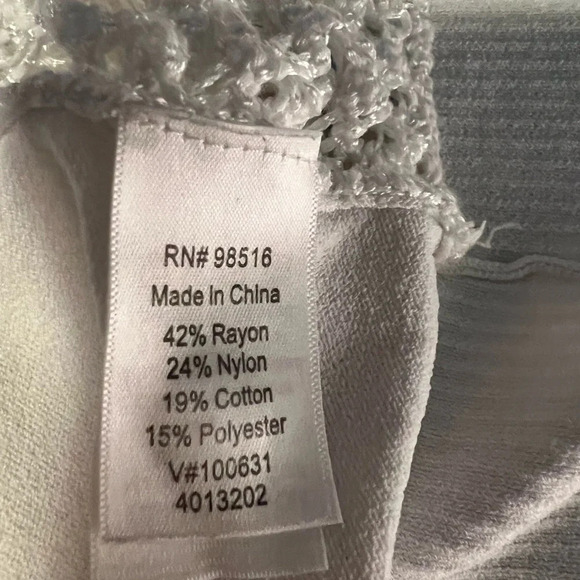 RN# 98516
Made In China
42% Rayon
24% Nylon
19% Cotton
15% Polyester
V#100631
4013202